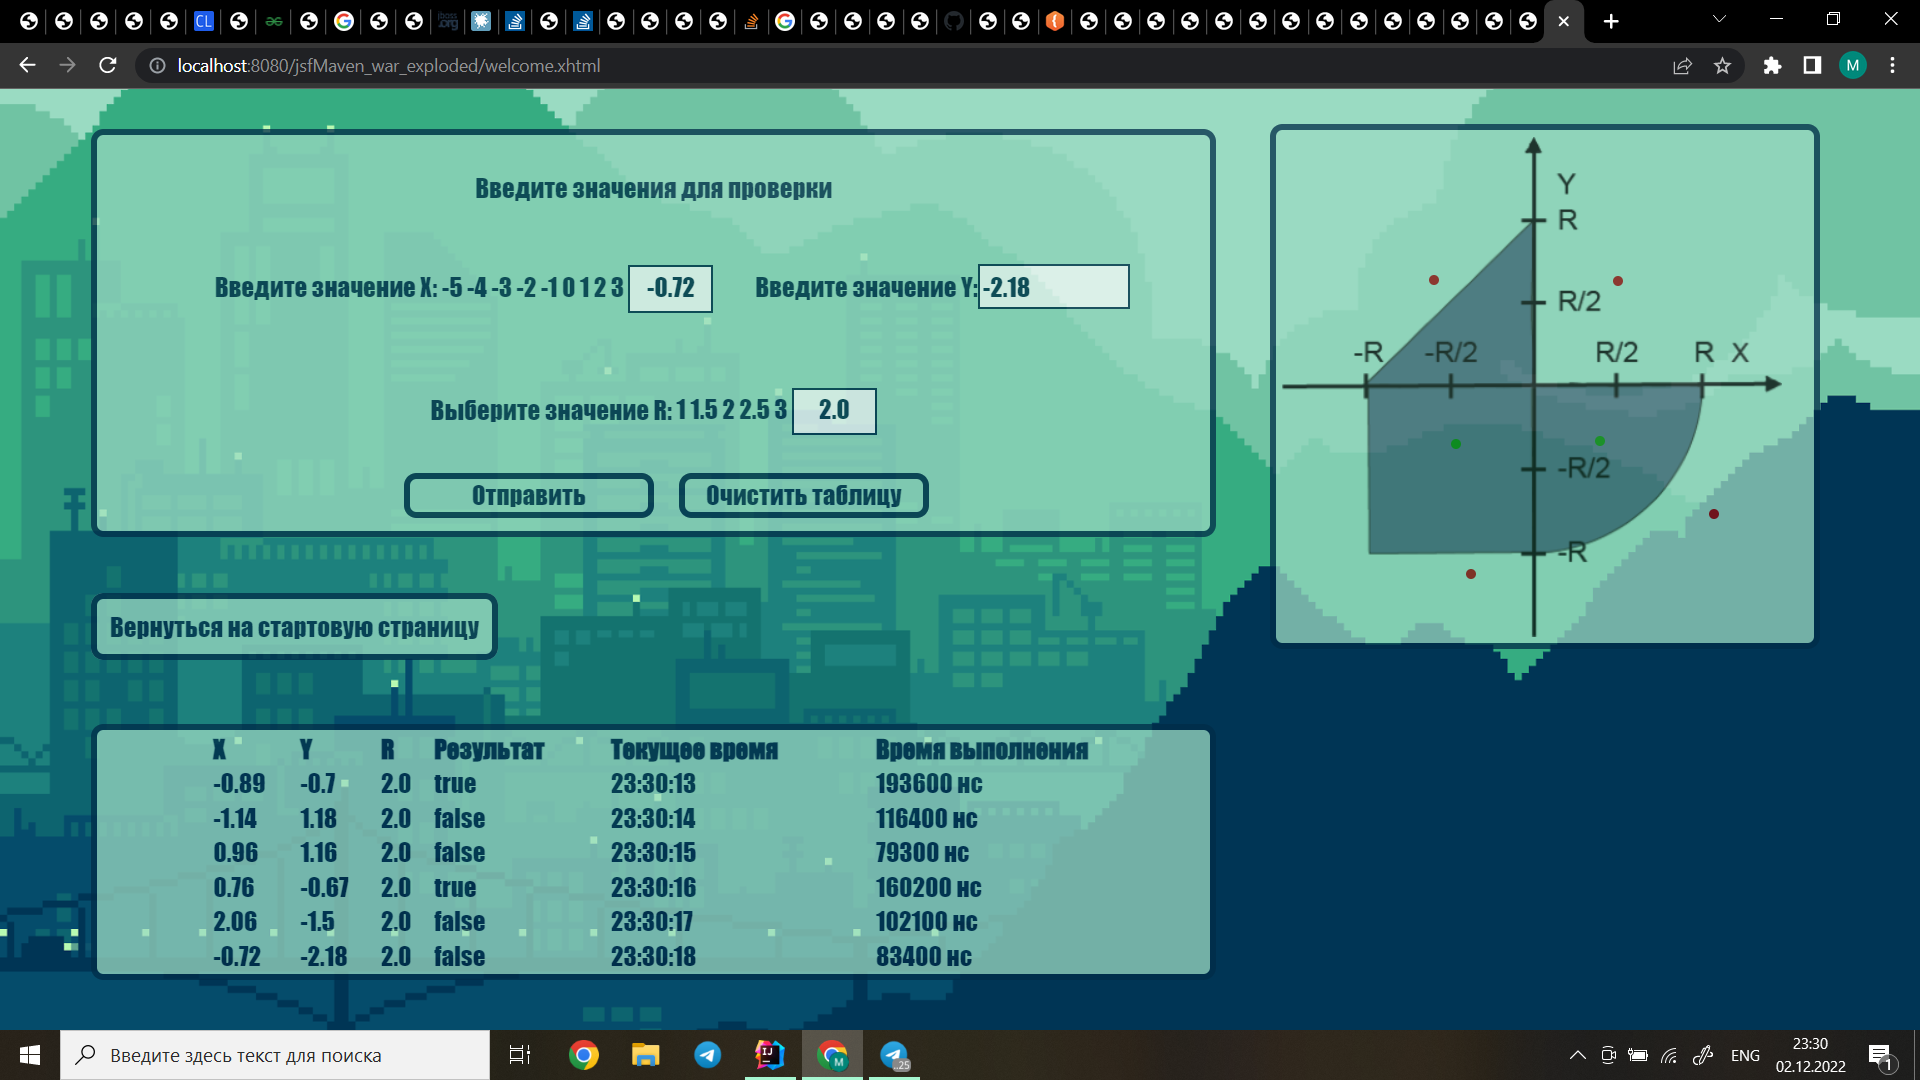 CL
localhost:8080/jsfMaven_war_exploded/welcome.xhtml
M
Введите значения для проверки
Введите значение X: -5 -4 -3 -2 -1 0 1 2 3 -0.72
Введите значение Y: -2.18
Выберите значение R: 1 1.5 2 2.5 3 2.0
Отправить
Очистить таблицу
Y
R
R/2
-R -R/2 R/2 R X
-R/2
-R
Вернуться на стартовую страницу
X Y R Результат Текущее время Время выполнения
-0.89 -0.7 2.0 true 23:30:13 193600 нс
-1.14 1.18 2.0 false 23:30:14 116400 нс
0.96 1.16 2.0 false 23:30:15 79300 нс
0.76 -0.67 2.0 true 23:30:16 160200 нс
2.06 -1.5 2.0 false 23:30:17 102100 нс
-0.72 -2.18 2.0 false 23:30:18 83400 нс
Введите здесь текст для поиска
IJ
M
..25
ENG
23:30
02.12.2022
1